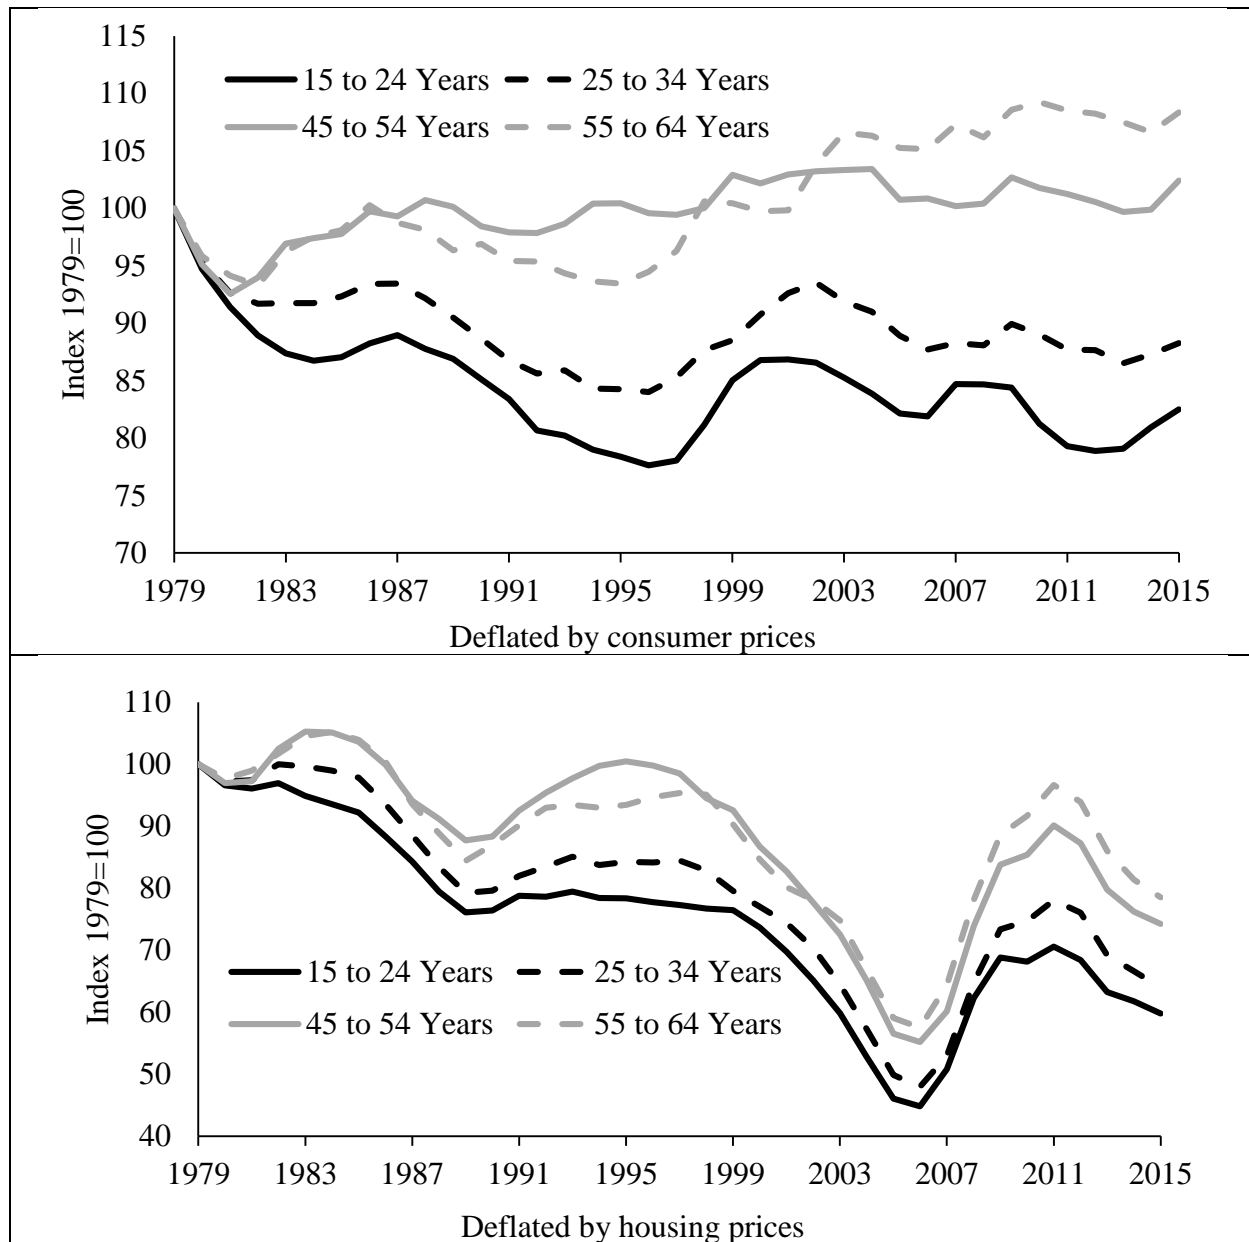 115
110
105
100
95
90
85
80
75
70
Index 1979=100
15 to 24 Years
25 to 34 Years
45 to 54 Years
55 to 64 Years
1979 1983 1987 1991 1995 1999 2003 2007 2011 2015
Deflated by consumer prices
110
100
90
80
70
60
50
40
Index 1979=100
15 to 24 Years
25 to 34 Years
45 to 54 Years
55 to 64 Years
1979 1983 1987 1991 1995 1999 2003 2007 2011 2015
Deflated by housing prices